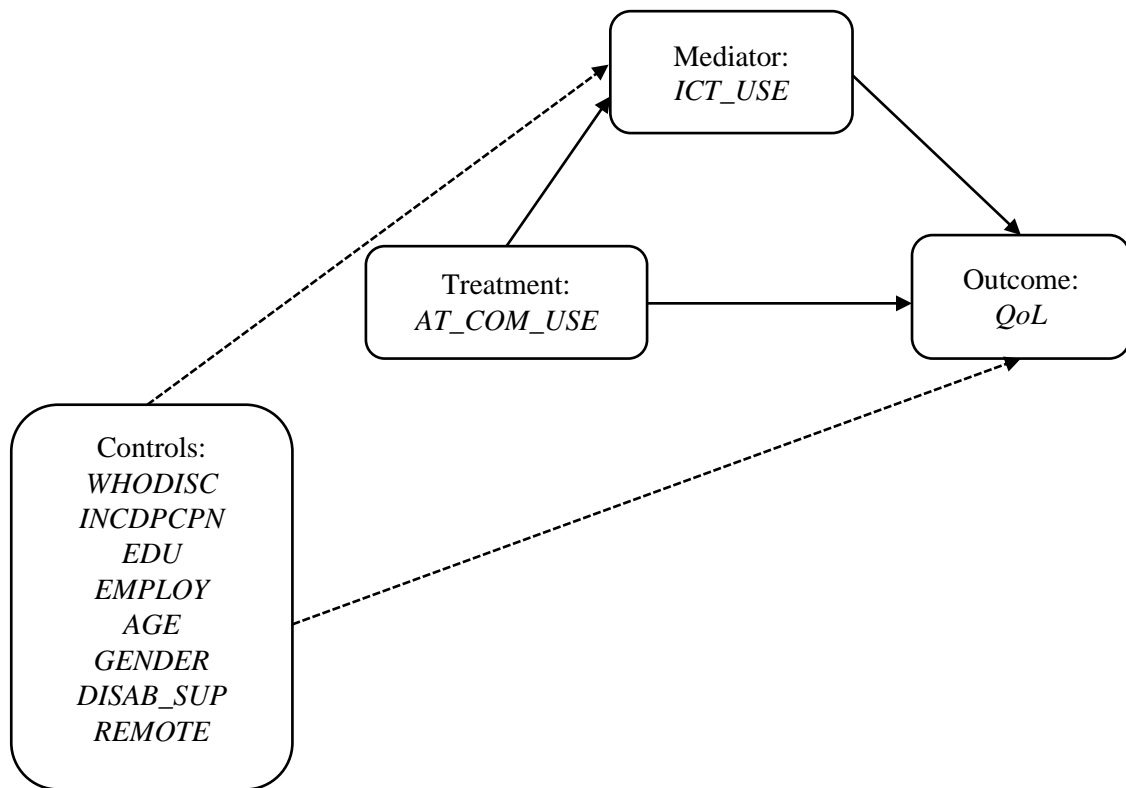 Mediator:
ICT_USE
Treatment:
AT_COM_USE
Outcome:
QoL
Controls:
WHODISC
INCDPCPN
EDU
EMPLOY
AGE
GENDER
DISAB_SUP
REMOTE